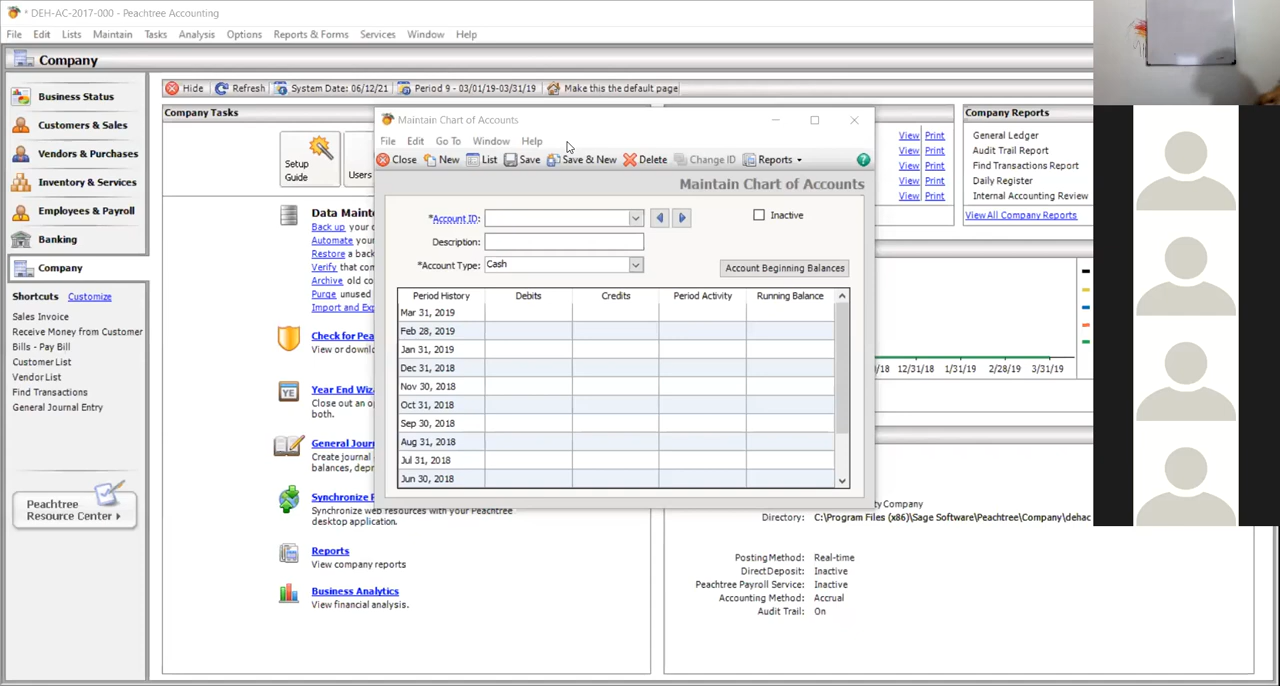 * DEH-AC-2017-000 - Peachtree Accounting
File Edit Lists Maintain Tasks Analysis Options Reports & Forms Services Window Help
Company
Business Status
Customers & Sales
Vendors & Purchases
Inventory & Services
Employees & Payroll
Banking
Company
Shortcuts Customize
Sales Invoice
Receive Money from Customer
Bills - Pay Bill
Customer List
Vendor List
Find Transactions
General Journal Entry
Peachtree
Resource Center
Hide Refresh System Date: 06/12/21 Period 9 - 03/01/19-03/31/19 Make this the default page
Company Tasks
Setup
Guide
Users
Data Maint
Back up your
Automate your
Restore a back
Verify that con
Archive old co
Purge unused
Import and Exp
Check for Pea
View or downl
Year End Wiz
Close out an o
both.
General Jour
Create journal
balances, depr
Synchronize P
Synchronize web resources with your Peachtree
desktop application.
Reports
View company reports
Business Analytics
View financial analysis.
Maintain Chart of Accounts
File Edit Go To Window Help
Close New List Save Save & New Delete Change ID Reports
Maintain Chart of Accounts
*Account ID:
Inactive
Description:
*Account Type: Cash
Account Beginning Balances
Period History Debits Credits Period Activity Running Balance
Mar 31, 2019
Feb 28, 2019
Jan 31, 2019
Dec 31, 2018
Nov 30, 2018
Oct 31, 2018
Sep 30, 2018
Aug 31, 2018
Jul 31, 2018
Jun 30, 2018
Company Reports
View Print General Ledger
View Print Audit Trail Report
View Print Find Transactions Report
View Print Daily Register
View Print Internal Accounting Review
View All Company Reports
/18 12/31/18 1/31/19 2/28/19 3/31/19
ty Company
Directory: C:\Program Files (x86)\Sage Software\Peachtree\Company\dehac
Posting Method: Real-time
Direct Deposit: Inactive
Peachtree Payroll Service: Inactive
Accounting Method: Accrual
Audit Trail: On